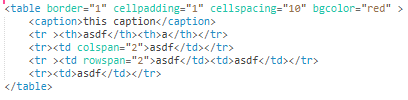 <table border="1" cellpadding="1" cellspacing="10" bgcolor="red" >
<caption>this caption</caption>
<tr ><th>asdf</th><th>a</th></tr>
<tr><td colspan="2">asdf</td></tr>
<tr ><td rowspan="2">asdf</td><td>asdf</td></tr>
<tr><td>asdf</td></tr>
</table>